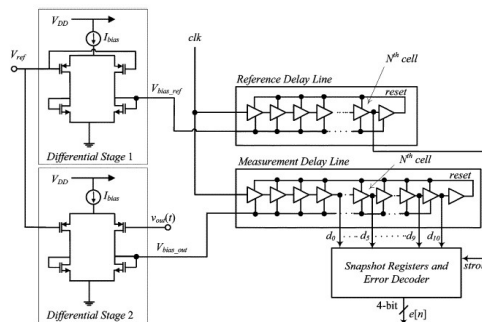 V_DD
I_bias
V_ref
V_bias_ref
Differential Stage 1
V_DD
I_bias
v_out(t)
V_bias_out
Differential Stage 2
clk
N^th cell
Reference Delay Line
reset
Measurement Delay Line
N^th cell
reset
d_0 ...... d_5 ...... d_9 d_10
Snapshot Registers and
Error Decoder
4-bit
e[n]